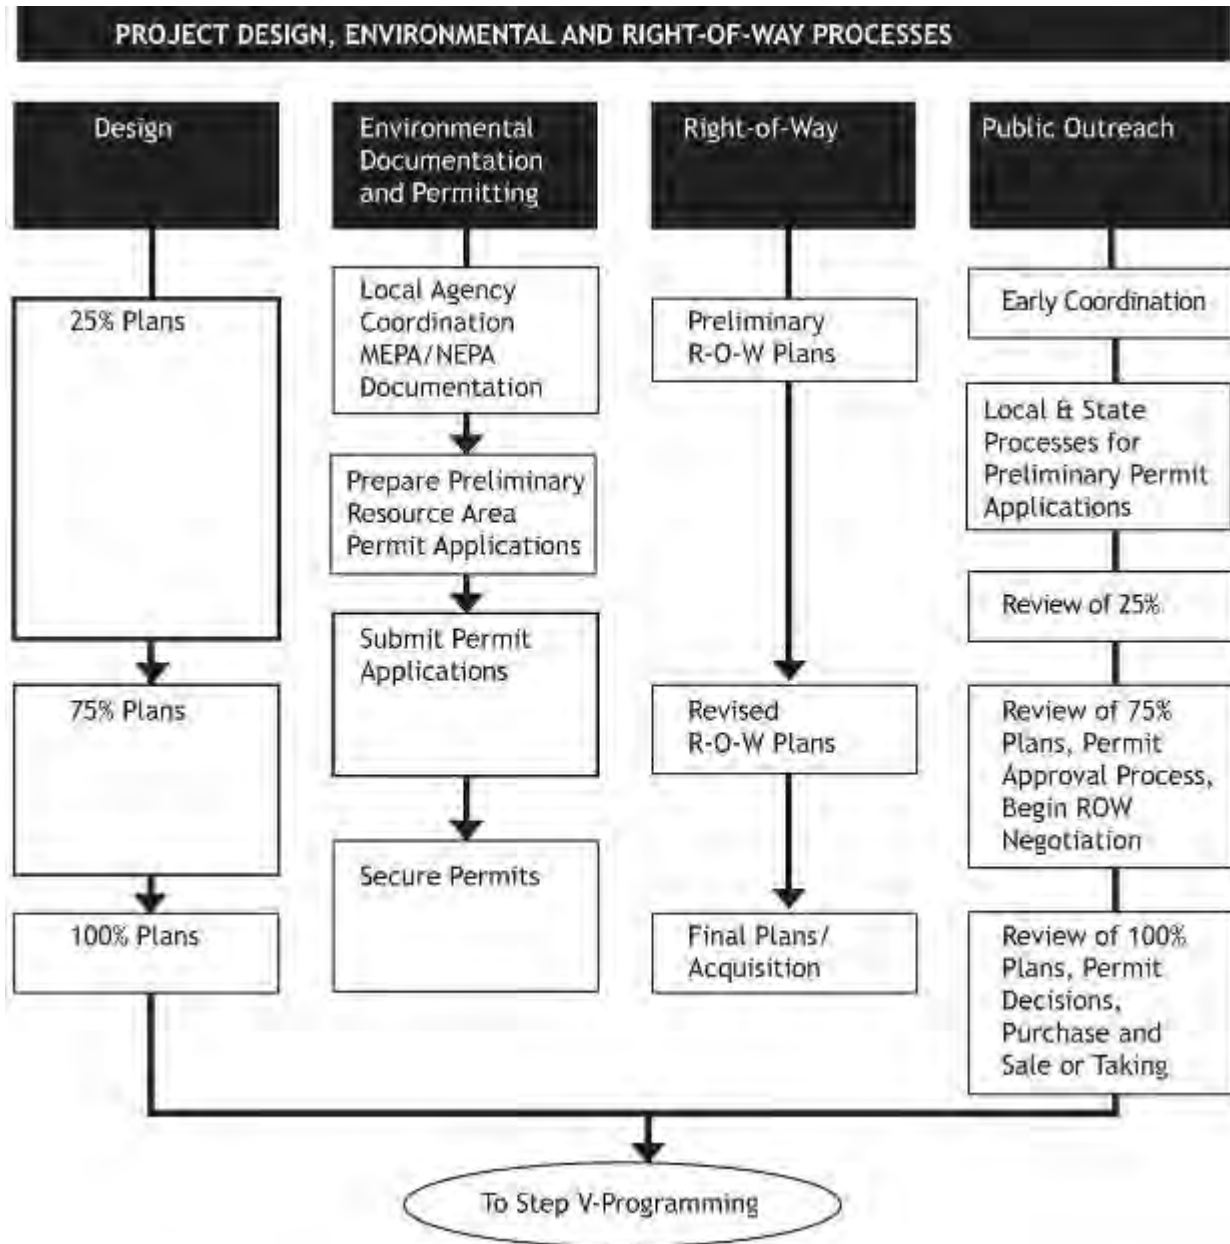 PROJECT DESIGN, ENVIRONMENTAL AND RIGHT-OF-WAY PROCESSES
Design
25% Plans
75% Plans
100% Plans
Environmental
Documentation
and Permitting
Local Agency
Coordination
MEPA/NEPA
Documentation
Prepare Preliminary
Resource Area
Permit Applications
Submit Permit
Applications
Secure Permits
Right-of-Way
Preliminary
R-O-W Plans
Revised
R-O-W Plans
Final Plans/
Acquisition
Public Outreach
Early Coordination
Local & State
Processes for
Preliminary Permit
Applications
Review of 25%
Review of 75%
Plans, Permit
Approval Process,
Begin ROW
Negotiation
Review of 100%
Plans, Permit
Decisions,
Purchase and
Sale or Taking
To Step V-Programming